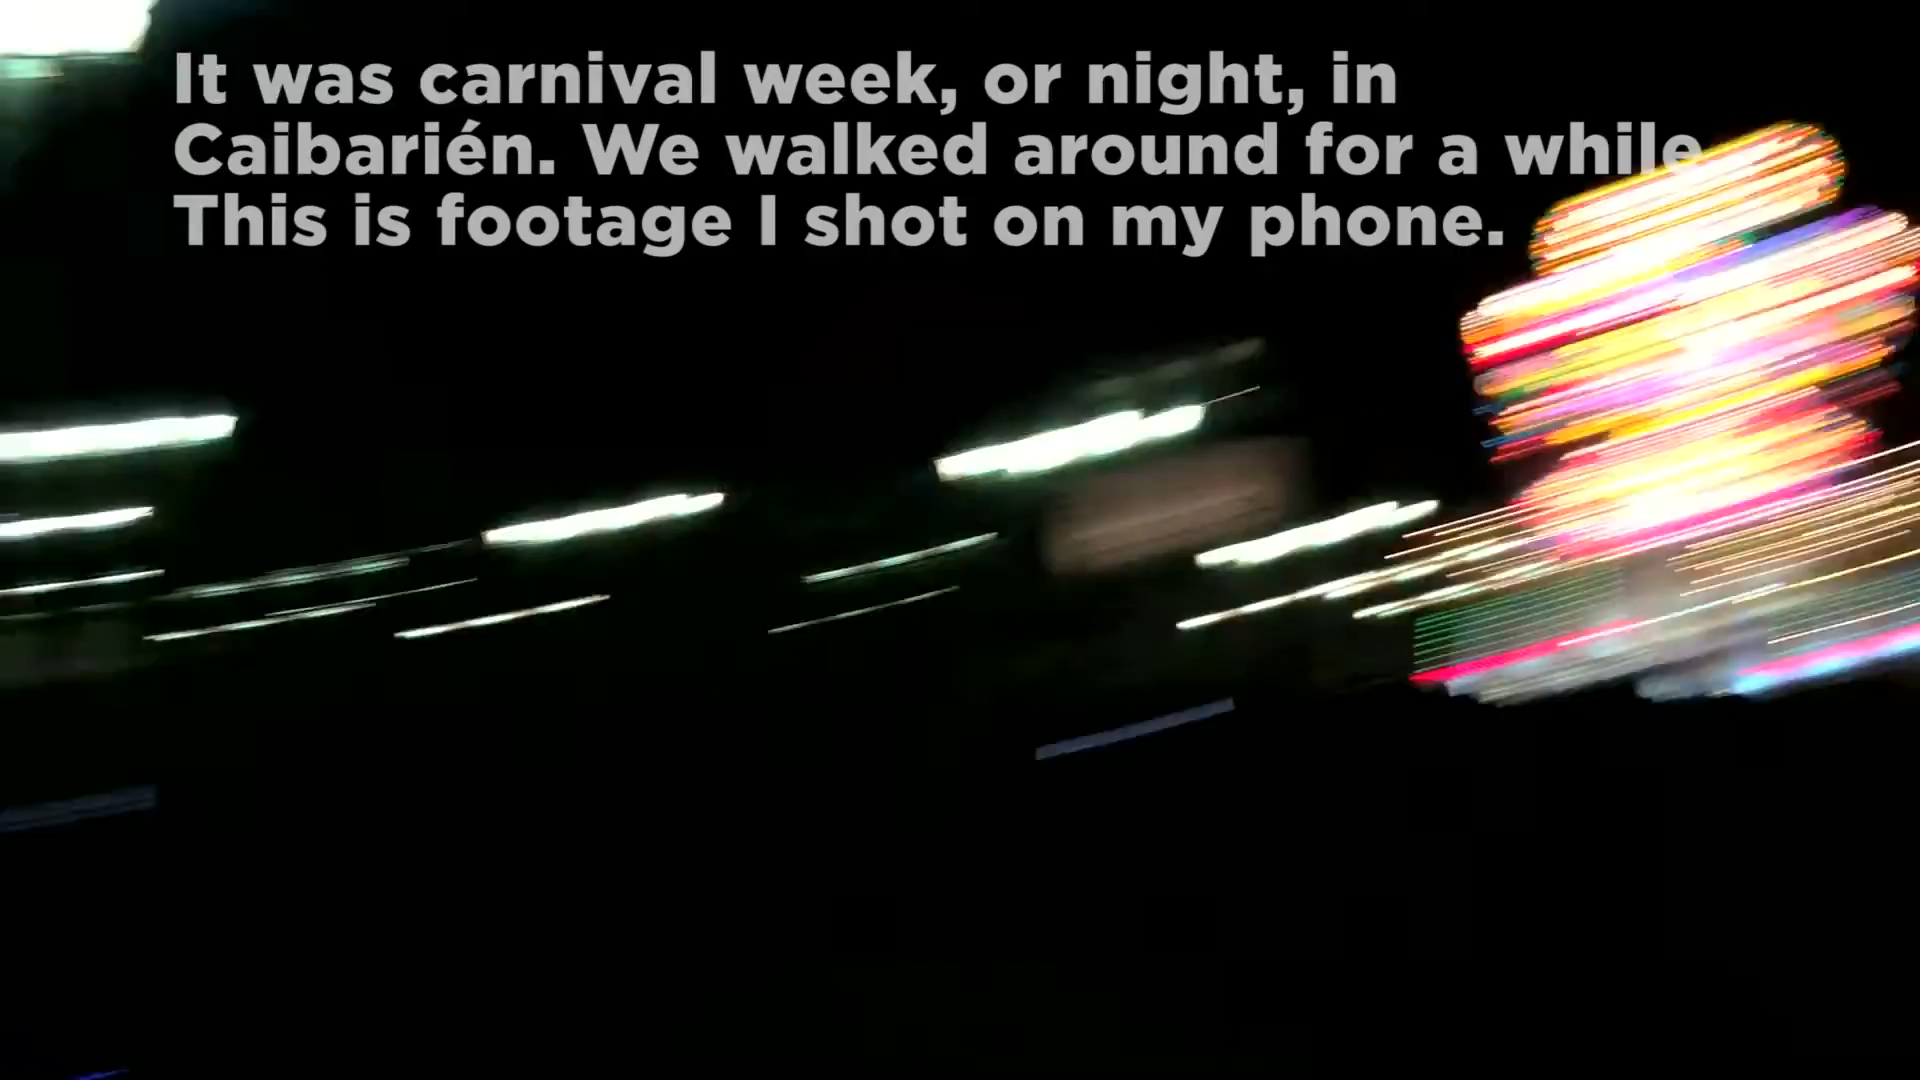 It was carnival week, or night, in
Caibarién. We walked around for a while
This is footage I shot on my phone.